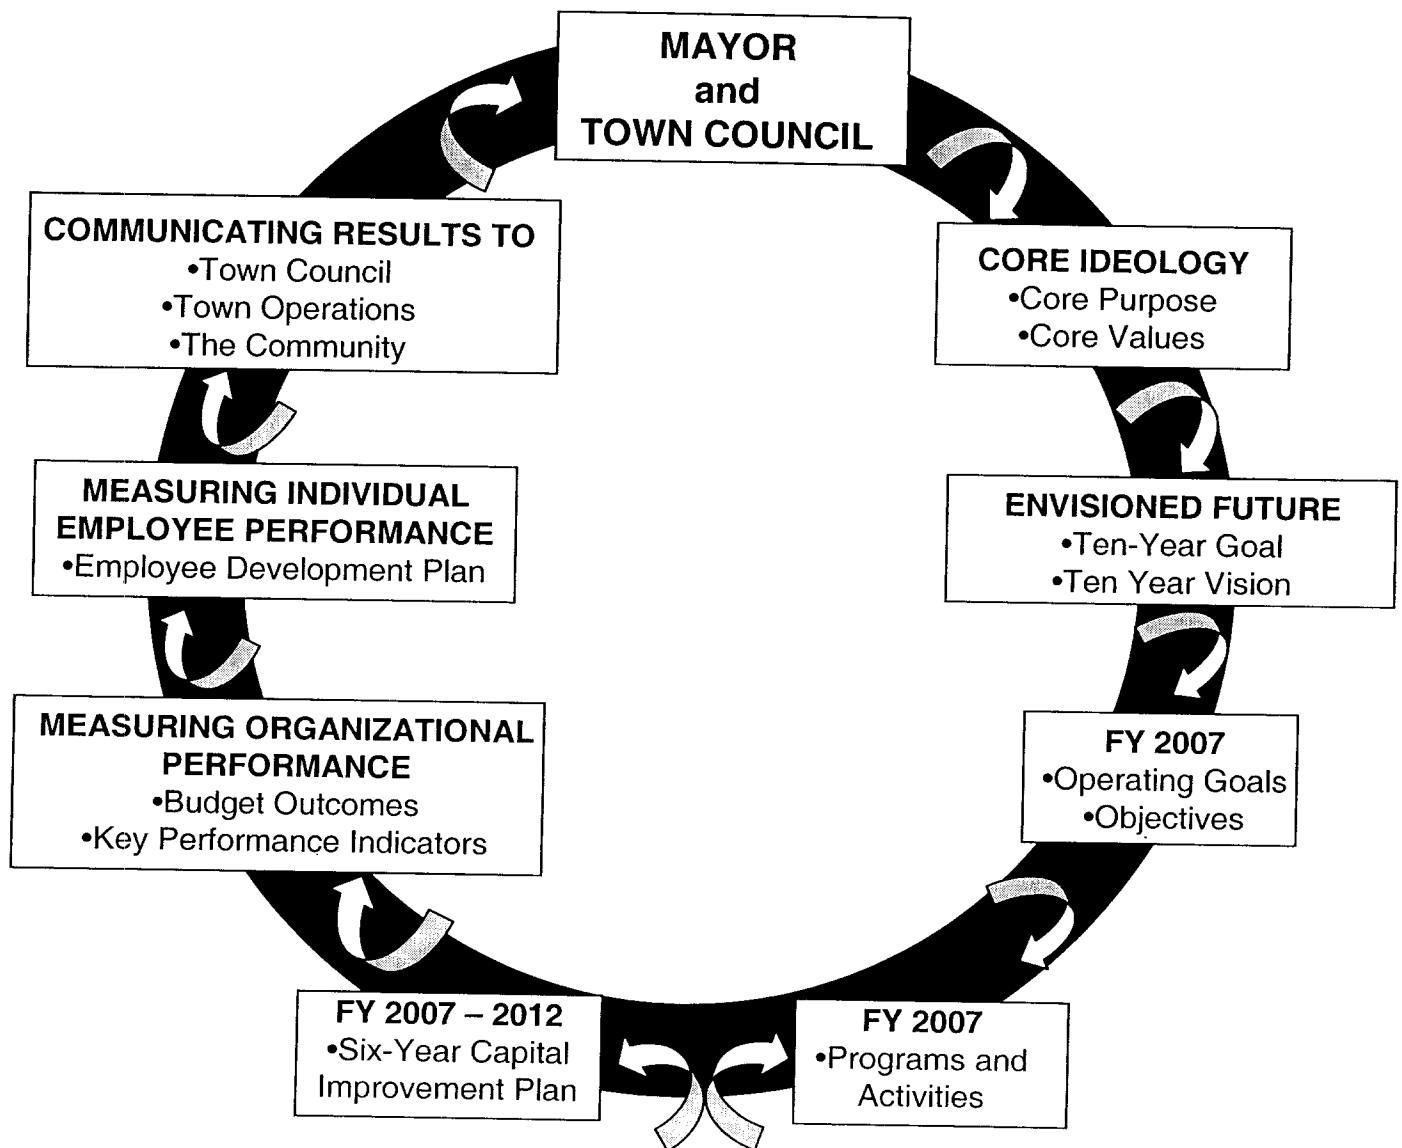 MAYOR
and
TOWN COUNCIL
CORE IDEOLOGY
•Core Purpose
•Core Values
ENVISIONED FUTURE
•Ten-Year Goal
•Ten Year Vision
FY 2007
•Operating Goals
•Objectives
FY 2007
•Programs and
Activities
FY 2007 – 2012
•Six-Year Capital
Improvement Plan
MEASURING ORGANIZATIONAL
PERFORMANCE
•Budget Outcomes
•Key Performance Indicators
MEASURING INDIVIDUAL
EMPLOYEE PERFORMANCE
•Employee Development Plan
COMMUNICATING RESULTS TO
•Town Council
•Town Operations
•The Community